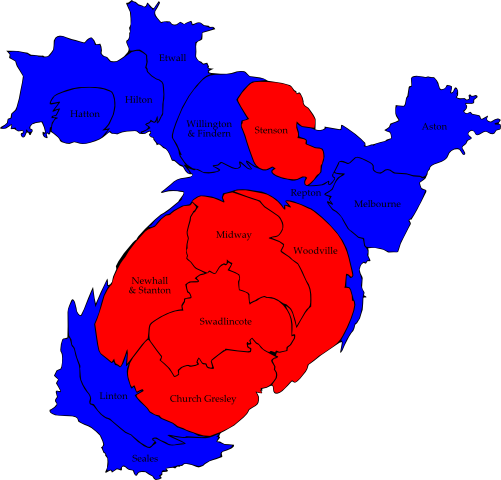 Etwall
Hilton
Hatton
Willington
& Findern
Stenson
Aston
Repton
Melbourne
Midway
Woodville
Newhall
& Stanton
Swadlincote
Linton
Church Gresley
Seales